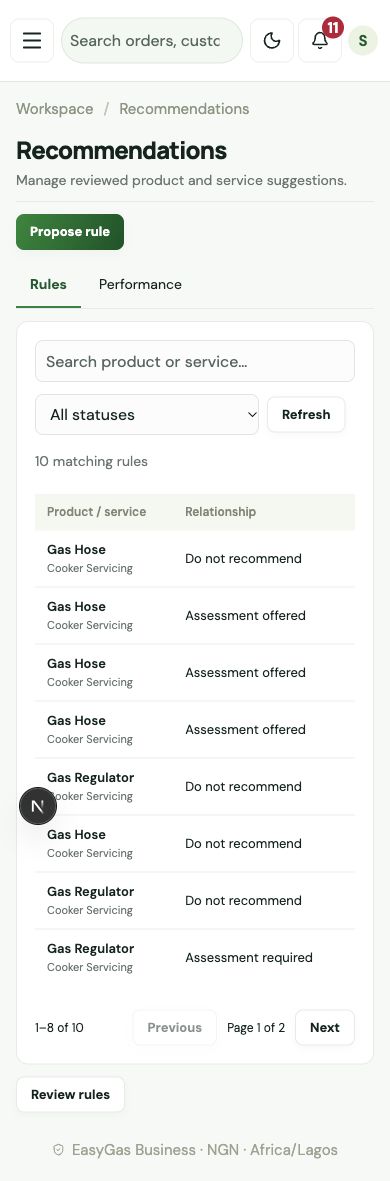 Search orders, custo
11
S
Workspace / Recommendations
Recommendations
Manage reviewed product and service suggestions.
Propose rule
Rules Performance
Search product or service...
All statuses Refresh
10 matching rules
Product / service Relationship
Gas Hose
Cooker Servicing
Do not recommend
Gas Hose
Cooker Servicing
Assessment offered
Gas Hose
Cooker Servicing
Assessment offered
Gas Hose
Cooker Servicing
Assessment offered
Gas Regulator
Cooker Servicing
Do not recommend
N
Gas Hose
Cooker Servicing
Do not recommend
Gas Regulator
Cooker Servicing
Do not recommend
Gas Regulator
Cooker Servicing
Assessment required
1–8 of 10 Previous Page 1 of 2 Next
Review rules
EasyGas Business · NGN · Africa/Lagos